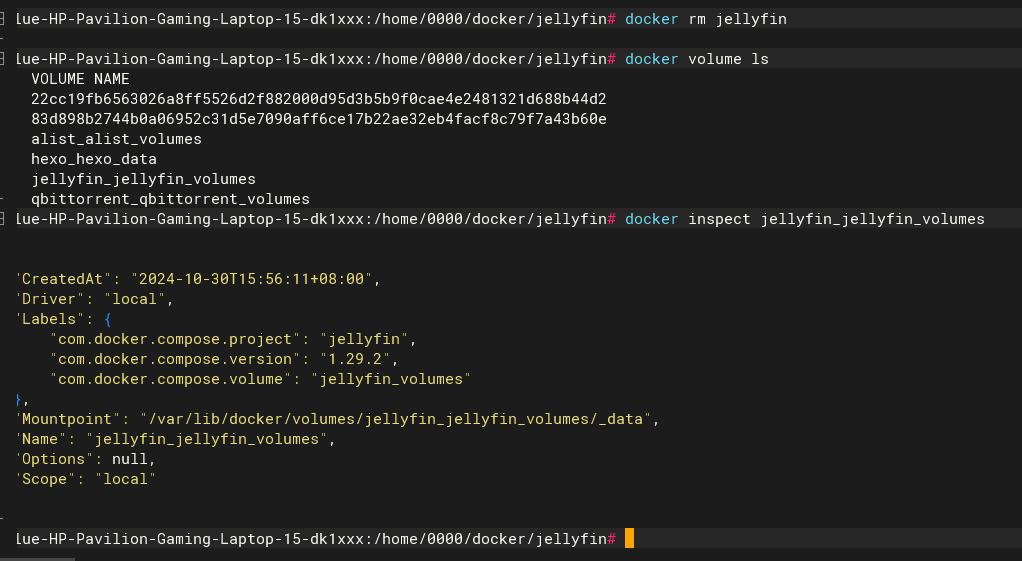 lue-HP-Pavilion-Gaming-Laptop-15-dk1xxx:/home/0000/docker/jellyfin# docker rm jellyfin
lue-HP-Pavilion-Gaming-Laptop-15-dk1xxx:/home/0000/docker/jellyfin# docker volume ls
VOLUME NAME
22cc19fb6563026a8ff5526d2f882000d95d3b5b9f0cae4e2481321d688b44d2
83d898b2744b0a06952c31d5e7090aff6ce17b22ae32eb4facf8c79f7a43b60e
alist_alist_volumes
hexo_hexo_data
jellyfin_jellyfin_volumes
qbittorrent_qbittorrent_volumes
lue-HP-Pavilion-Gaming-Laptop-15-dk1xxx:/home/0000/docker/jellyfin# docker inspect jellyfin_jellyfin_volumes
"CreatedAt": "2024-10-30T15:56:11+08:00",
"Driver": "local",
"Labels": {
"com.docker.compose.project": "jellyfin",
"com.docker.compose.version": "1.29.2",
"com.docker.compose.volume": "jellyfin_volumes"
},
"Mountpoint": "/var/lib/docker/volumes/jellyfin_jellyfin_volumes/_data",
"Name": "jellyfin_jellyfin_volumes",
"Options": null,
"Scope": "local"
lue-HP-Pavilion-Gaming-Laptop-15-dk1xxx:/home/0000/docker/jellyfin#